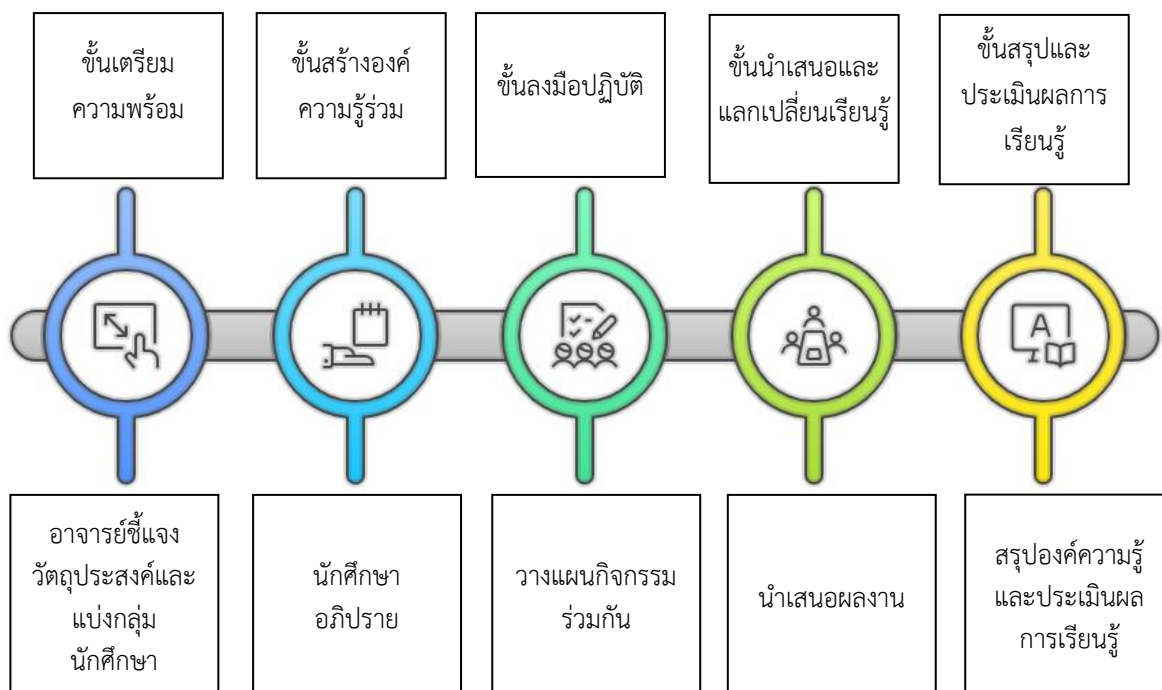 ขั้นเตรียม
ความพร้อม
ขั้นสร้างองค์
ความรู้ร่วม
ขั้นลงมือปฏิบัติ
ขั้นนำเสนอและ
แลกเปลี่ยนเรียนรู้
ขั้นสรุปและ
ประเมินผลการ
เรียนรู้
A
อาจารย์ชี้แจง
วัตถุประสงค์และ
แบ่งกลุ่ม
นักศึกษา
นักศึกษา
อภิปราย
วางแผนกิจกรรม
ร่วมกัน
นำเสนอผลงาน
สรุปองค์ความรู้
และประเมินผล
การเรียนรู้